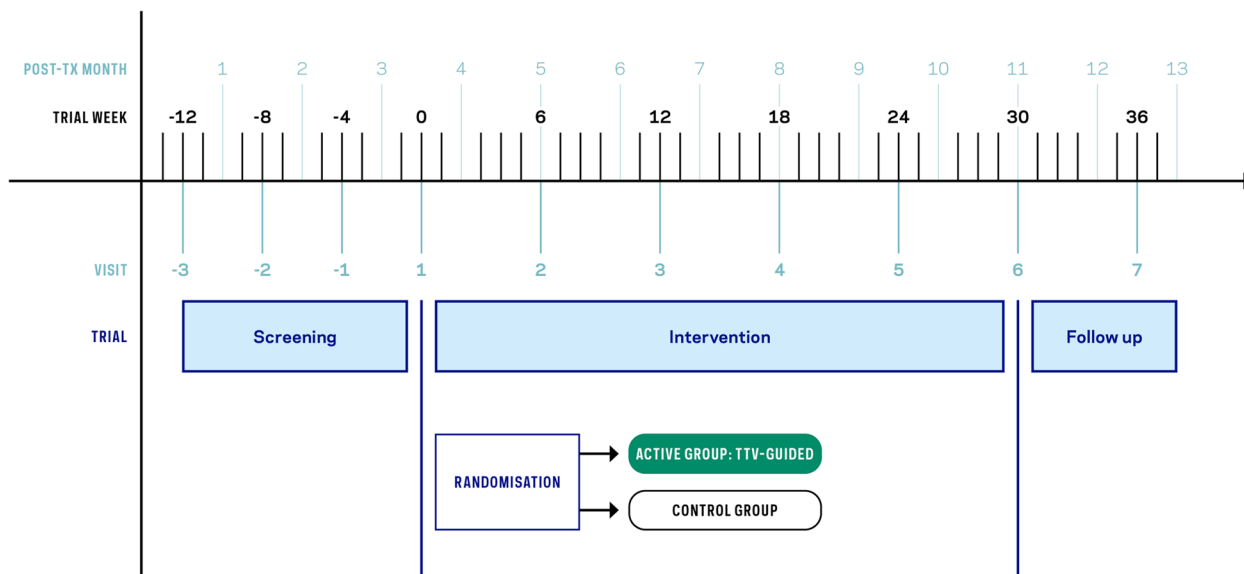 POST-TX MONTH 1 2 3 4 5 6 7 8 9 10 11 12 13
TRIAL WEEK -12 -8 -4 0 6 12 18 24 30 36
VISIT -3 -2 -1 1 2 3 4 5 6 7
TRIAL Screening Intervention Follow up
RANDOMISATION
ACTIVE GROUP: TTV-GUIDED
CONTROL GROUP